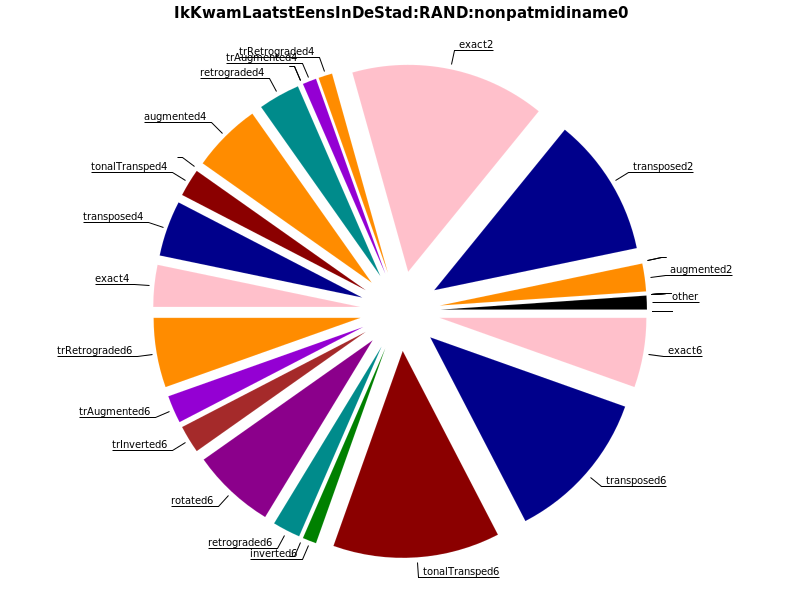 IkKwamLaatstEensInDeStad:RAND:nonpatmidiname0
exact2
trRetrograded4
trAugmented4
retrograded4
augmented4
transposed2
tonalTransped4
transposed4
augmented2
exact4
other
trRetrograded6
exact6
trAugmented6
trInverted6
transposed6
rotated6
retrograded6
inverted6
tonalTransped6